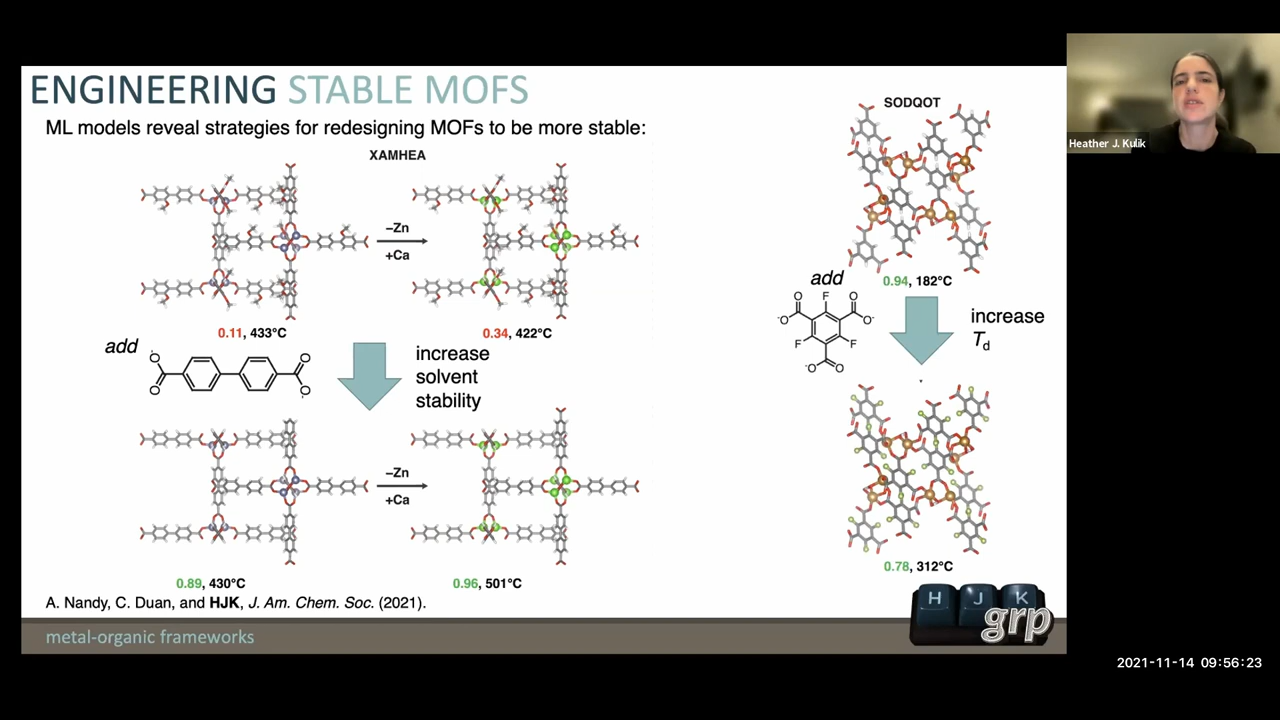 ENGINEERING STABLE MOFS
ML models reveal strategies for redesigning MOFs to be more stable:
XAMHEA
–Zn
+Ca
0.11, 433°C
0.34, 422°C
add
O
O
O
O
increase
solvent
stability
–Zn
+Ca
0.89, 430°C
0.96, 501°C
SODQOT
0.94, 182°C
add
O F O
-O O-
F F
-O O
increase
Td
0.78, 312°C
A. Nandy, C. Duan, and HJK, J. Am. Chem. Soc. (2021).
metal-organic frameworks
H J K
grp
Heather J. Kulik
2021-11-14 09:56:23